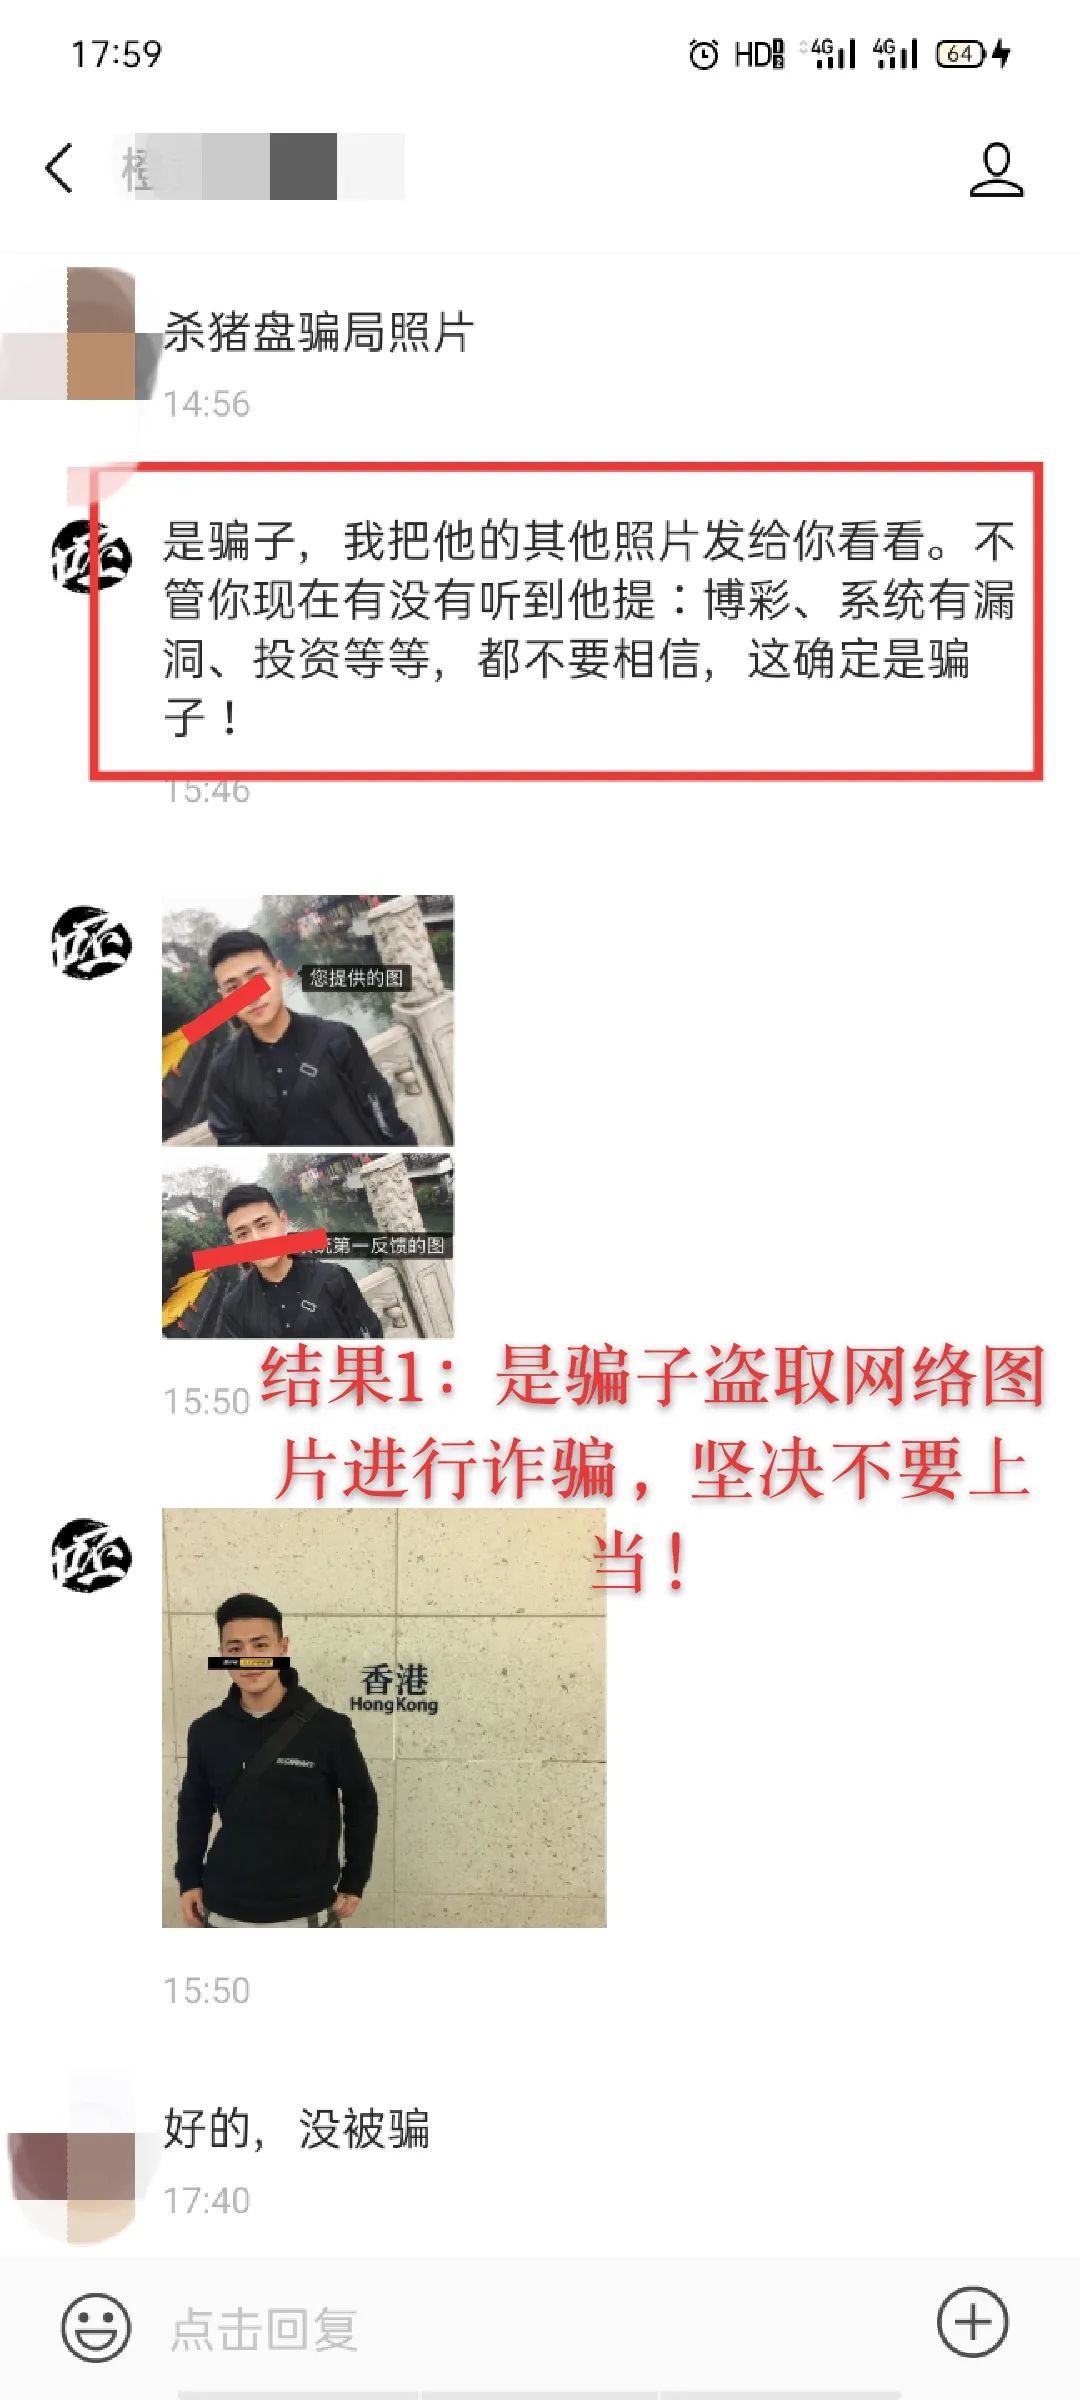 17:59
HD 4G 4G 64
橙
杀猪盘骗局照片
14:56
是骗子，我把他的其他照片发给你看看。不
管你现在有没有听到他提：博彩、系统有漏
洞、投资等等，都不要相信，这确定是骗
子！
15:46
您提供的图
统第一反馈的图
15:50
结果1：是骗子盗取网络图
片进行诈骗，坚决不要上
当！
香港
Hong Kong
15:50
好的，没被骗
17:40
点击回复